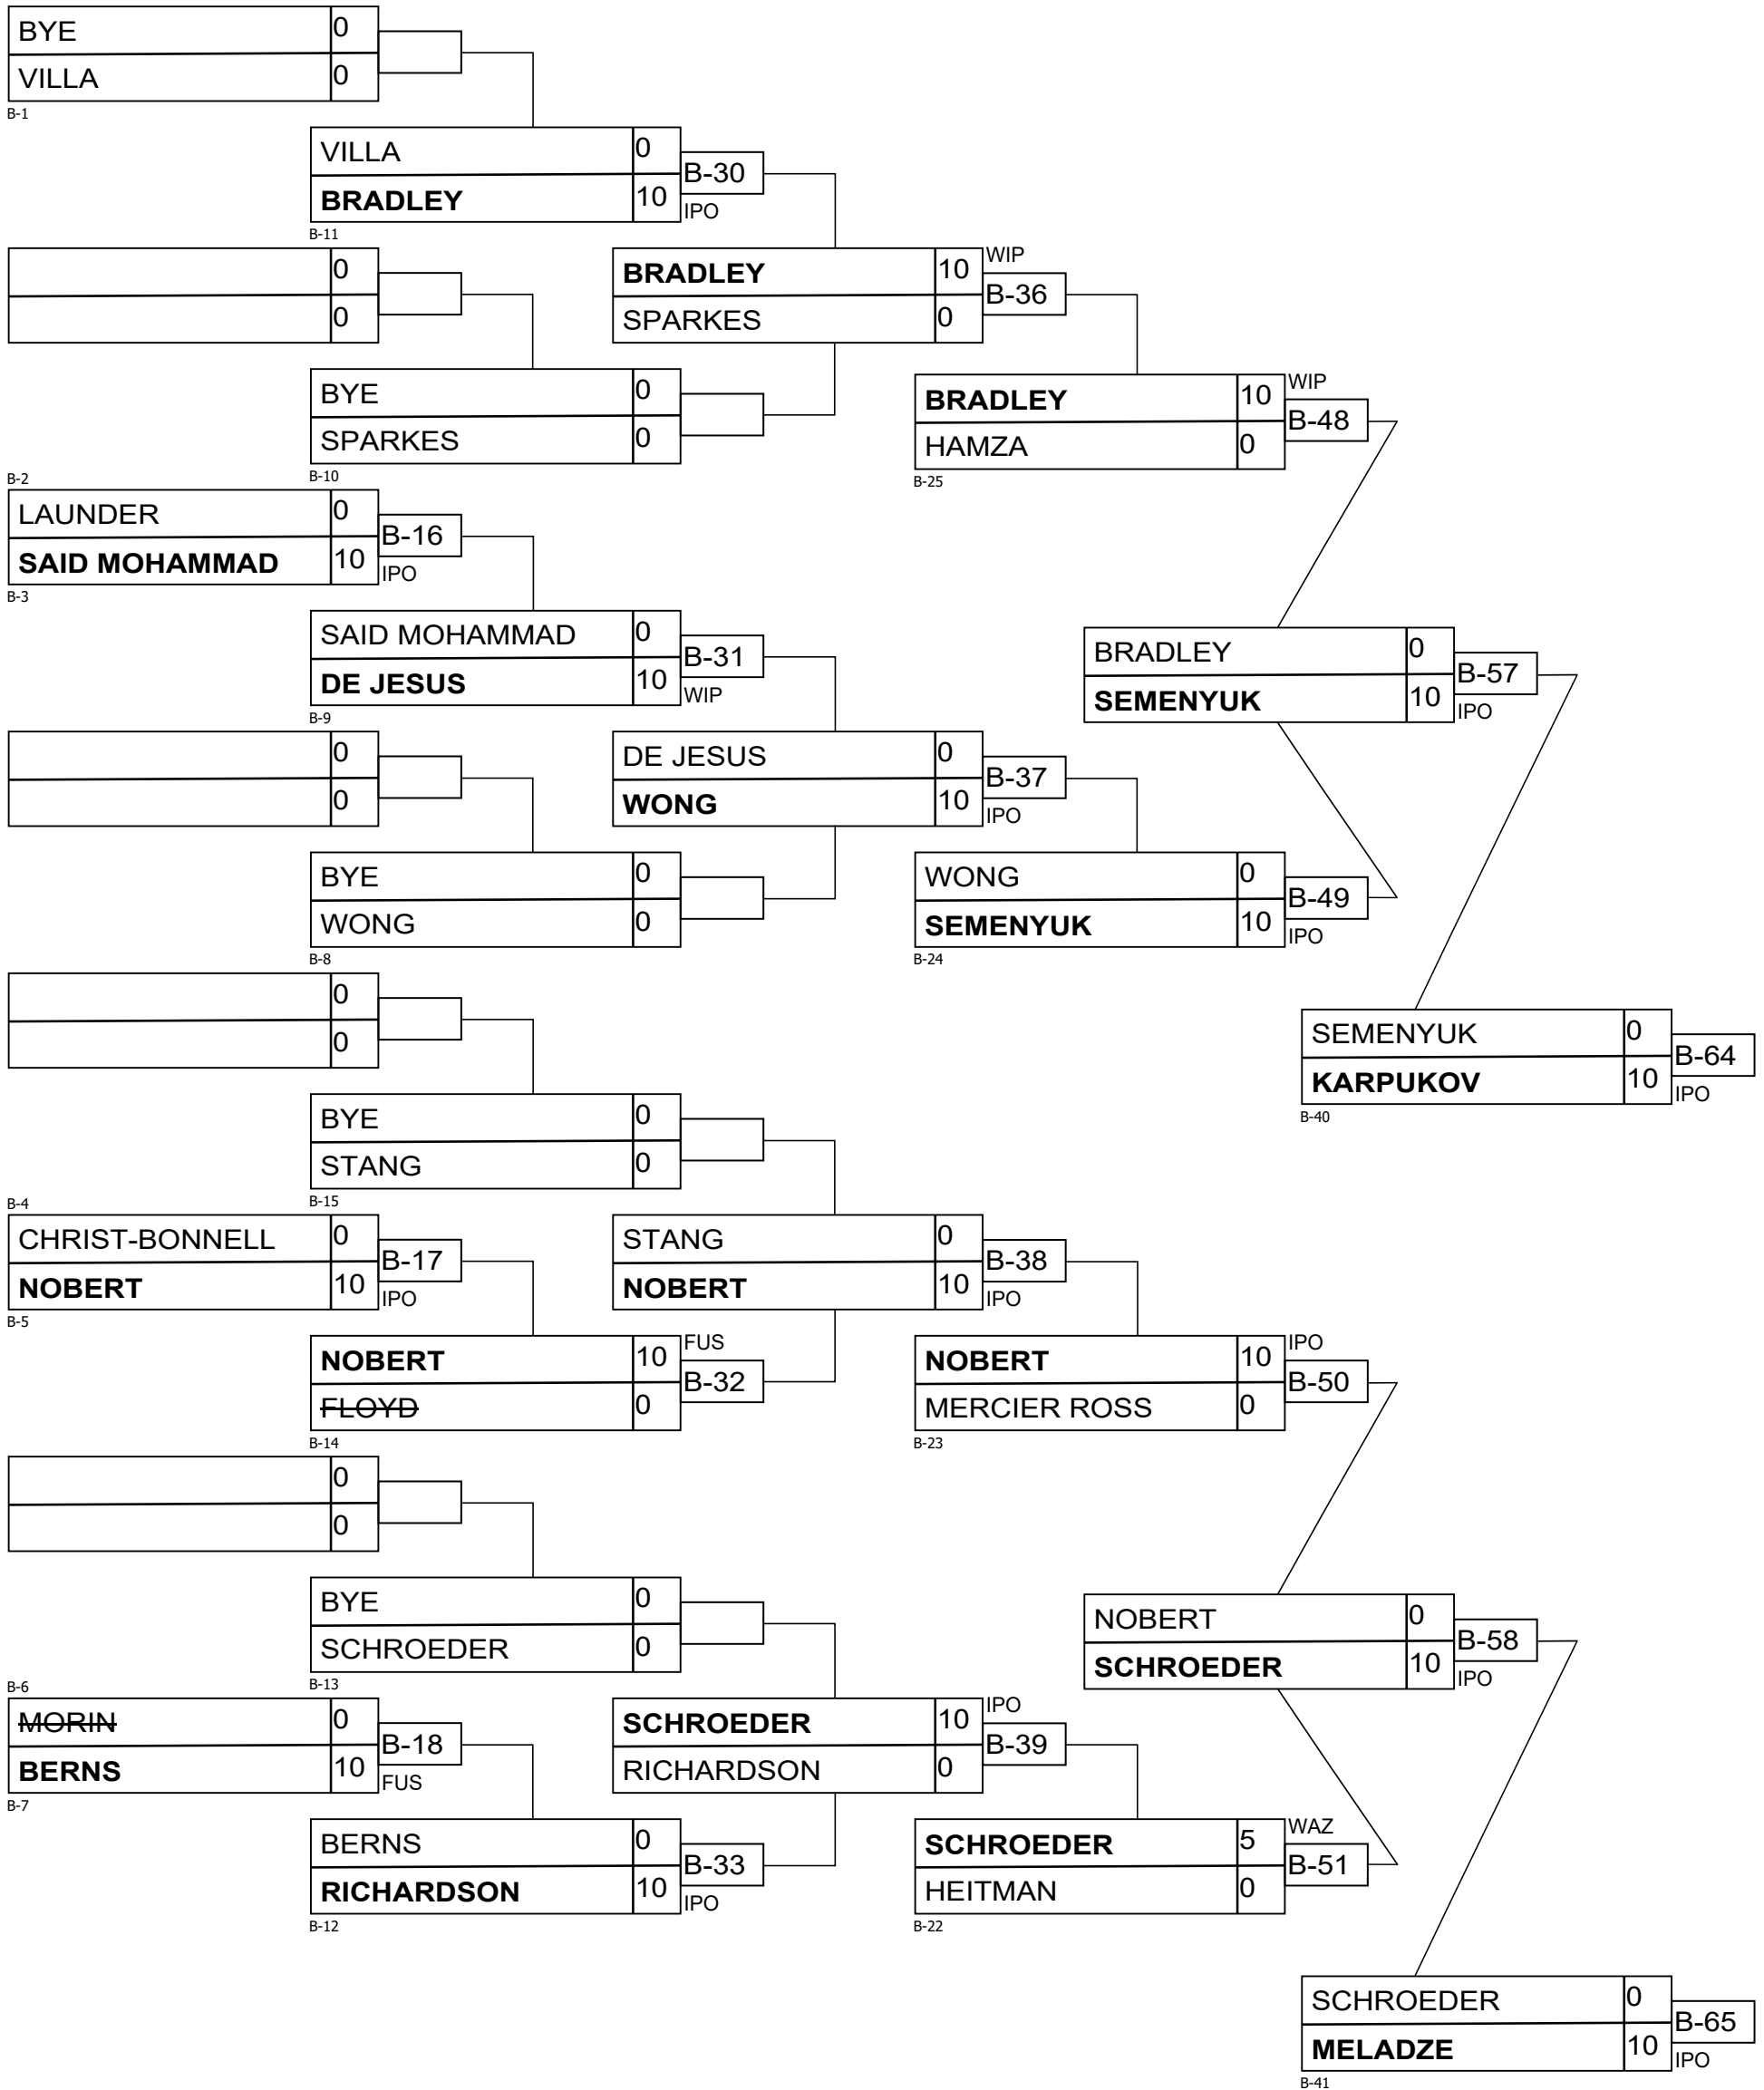 BYE 0
VILLA 0
B-1
VILLA 0
B-30
BRADLEY 10
IPO
B-11
0
0
BRADLEY 10
WIP
B-36
SPARKES 0
BYE 0
SPARKES 0
B-2
B-10
BRADLEY 10
WIP
B-48
HAMZA 0
B-25
LAUNDER 0
B-16
SAID MOHAMMAD 10
IPO
B-3
SAID MOHAMMAD 0
B-31
DE JESUS 10
WIP
B-9
BRADLEY 0
B-57
SEMENYUK 10
IPO
0
0
DE JESUS 0
B-37
WONG 10
IPO
BYE 0
WONG 0
B-8
WONG 0
B-49
SEMENYUK 10
IPO
B-24
0
0
SEMENYUK 0
B-64
KARPUKOV 10
IPO
B-40
BYE 0
STANG 0
B-4
B-15
CHRIST-BONNELL 0
B-17
NOBERT 10
IPO
B-5
STANG 0
B-38
NOBERT 10
IPO
NOBERT 10
FUS
B-32
FLOYD 0
B-14
NOBERT 10
IPO
B-50
MERCIER ROSS 0
B-23
0
0
BYE 0
SCHROEDER 0
B-6
B-13
NOBERT 0
B-58
SCHROEDER 10
IPO
MORIN 0
B-18
BERNS 10
FUS
B-7
SCHROEDER 10
IPO
B-39
RICHARDSON 0
BERNS 0
B-33
RICHARDSON 10
IPO
B-12
SCHROEDER 5
WAZ
B-51
HEITMAN 0
B-22
SCHROEDER 0
B-65
MELADZE 10
IPO
B-41